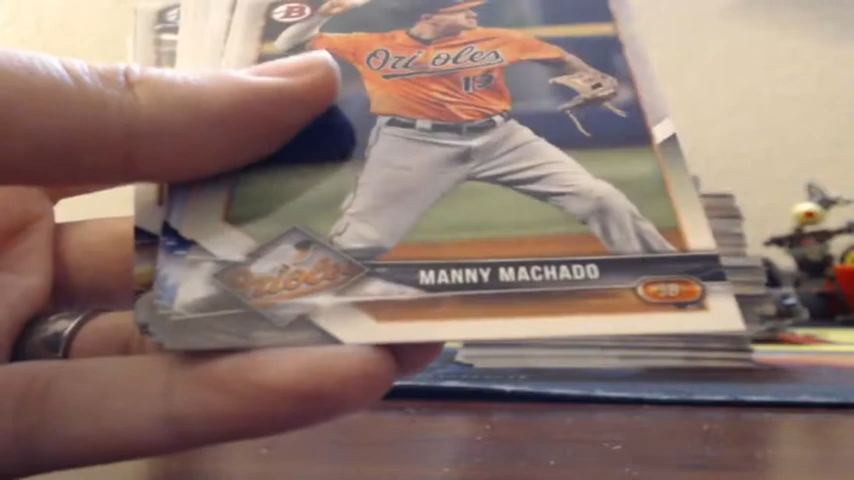 B
Orioles
13
Orioles
MANNY MACHADO
3B